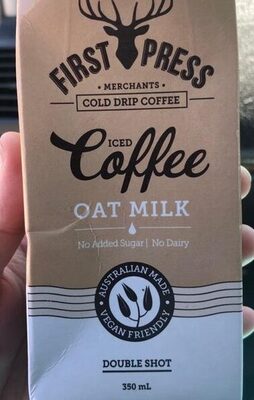 FIRST PRESS
• MERCHANTS •
COLD DRIP COFFEE
ICED
Coffee
OAT MILK
No Added Sugar | No Dairy
AUSTRALIAN MADE •
VEGAN FRIENDLY •
DOUBLE SHOT
350 mL